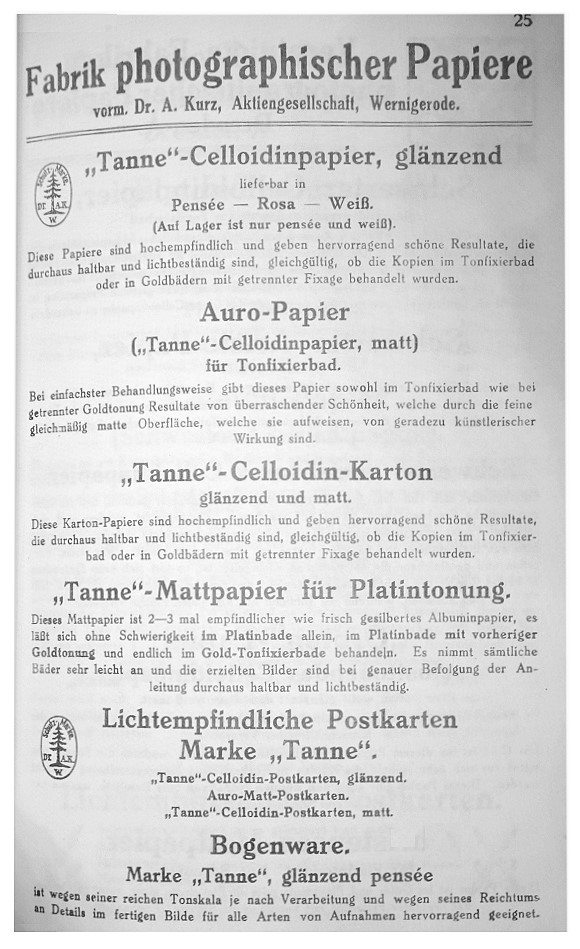 25
Fabrik photographischer Papiere
vorm. Dr. A. Kurz, Aktiengesellschaft, Wernigerode.
„Tanne“-Celloidinpapier, glänzend
lieferbar in
Pensée — Rosa — Weiß.
(Auf Lager ist nur pensée und weiß).
Schutz-Marke.
Dr. A.K.
W
Diese Papiere sind hochempfindlich und geben hervorragend schöne Resultate, die
durchaus haltbar und lichtbeständig sind, gleichgültig, ob die Kopien im Tonfixierbad
oder in Goldbädern mit getrennter Fixage behandelt wurden.
Auro-Papier
(„Tanne“-Celloidinpapier, matt)
für Tonfixierbad.
Bei einfachster Behandlungsweise gibt dieses Papier sowohl im Tonfixierbad wie bei
getrennter Goldtonung Resultate von überraschender Schönheit, welche durch die feine
gleichmäßig matte Oberfläche, welche sie aufweisen, von geradezu künstlerischer
Wirkung sind.
„Tanne“-Celloidin-Karton
glänzend und matt.
Diese Karton-Papiere sind hochempfindlich und geben hervorragend schöne Resultate,
die durchaus haltbar und lichtbeständig sind, gleichgültig, ob die Kopien im Tonfixier-
bad oder in Goldbädern mit getrennter Fixage behandelt wurden.
„Tanne“-Mattpapier für Platintonung.
Dieses Mattpapier ist 2—3 mal empfindlicher wie frisch gesilbertes Albuminpapier, es
läßt sich ohne Schwierigkeit im Platinbade allein, im Platinbade mit vorheriger
Goldtonung und endlich im Gold-Tonfixierbade behandeln. Es nimmt sämtliche
Bäder sehr leicht an und die erzielten Bilder sind bei genauer Befolgung der An-
leitung durchaus haltbar und lichtbeständig.
Lichtempfindliche Postkarten
Marke „Tanne“.
Schutz-Marke.
Dr. A.K.
W
„Tanne“-Celloidin-Postkarten, glänzend.
Auro-Matt-Postkarten.
„Tanne“-Celloidin-Postkarten, matt.
Bogenware.
Marke „Tanne“, glänzend pensée
ist wegen seiner reichen Tonskala je nach Verarbeitung und wegen seines Reichtums
an Details im fertigen Bilde für alle Arten von Aufnahmen hervorragend geeignet.